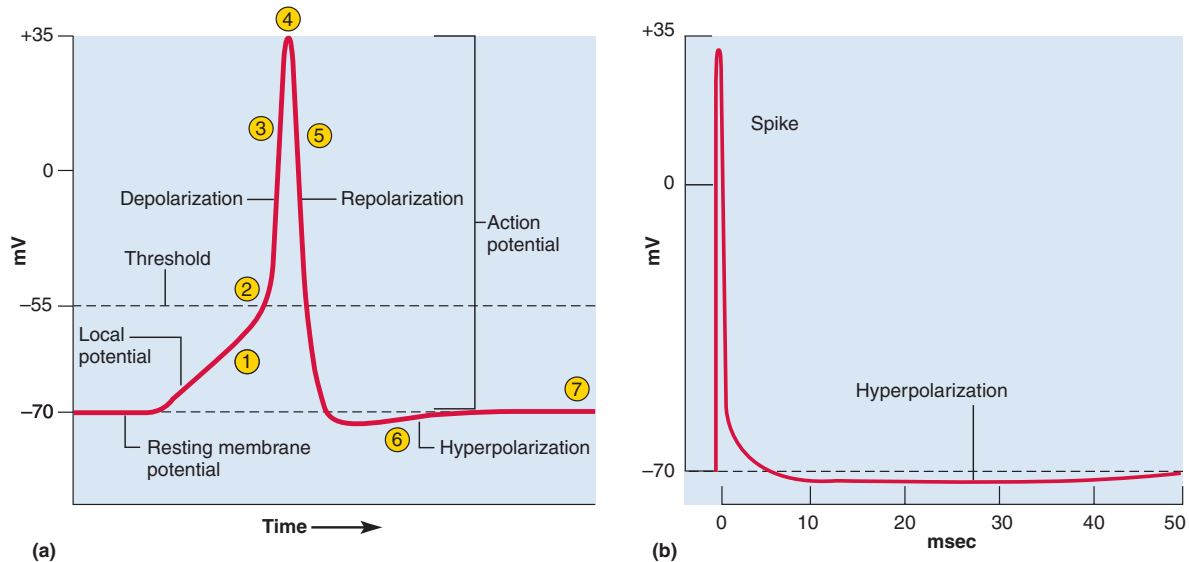 4
+35
3
5
0
Depolarization
Repolarization
Action
potential
mV
Threshold
2
–55
Local
potential
1
7
–70
Resting membrane
potential
6
Hyperpolarization
Time
(a)
+35
Spike
0
mV
Hyperpolarization
–70
0 10 20 30 40 50
msec
(b)